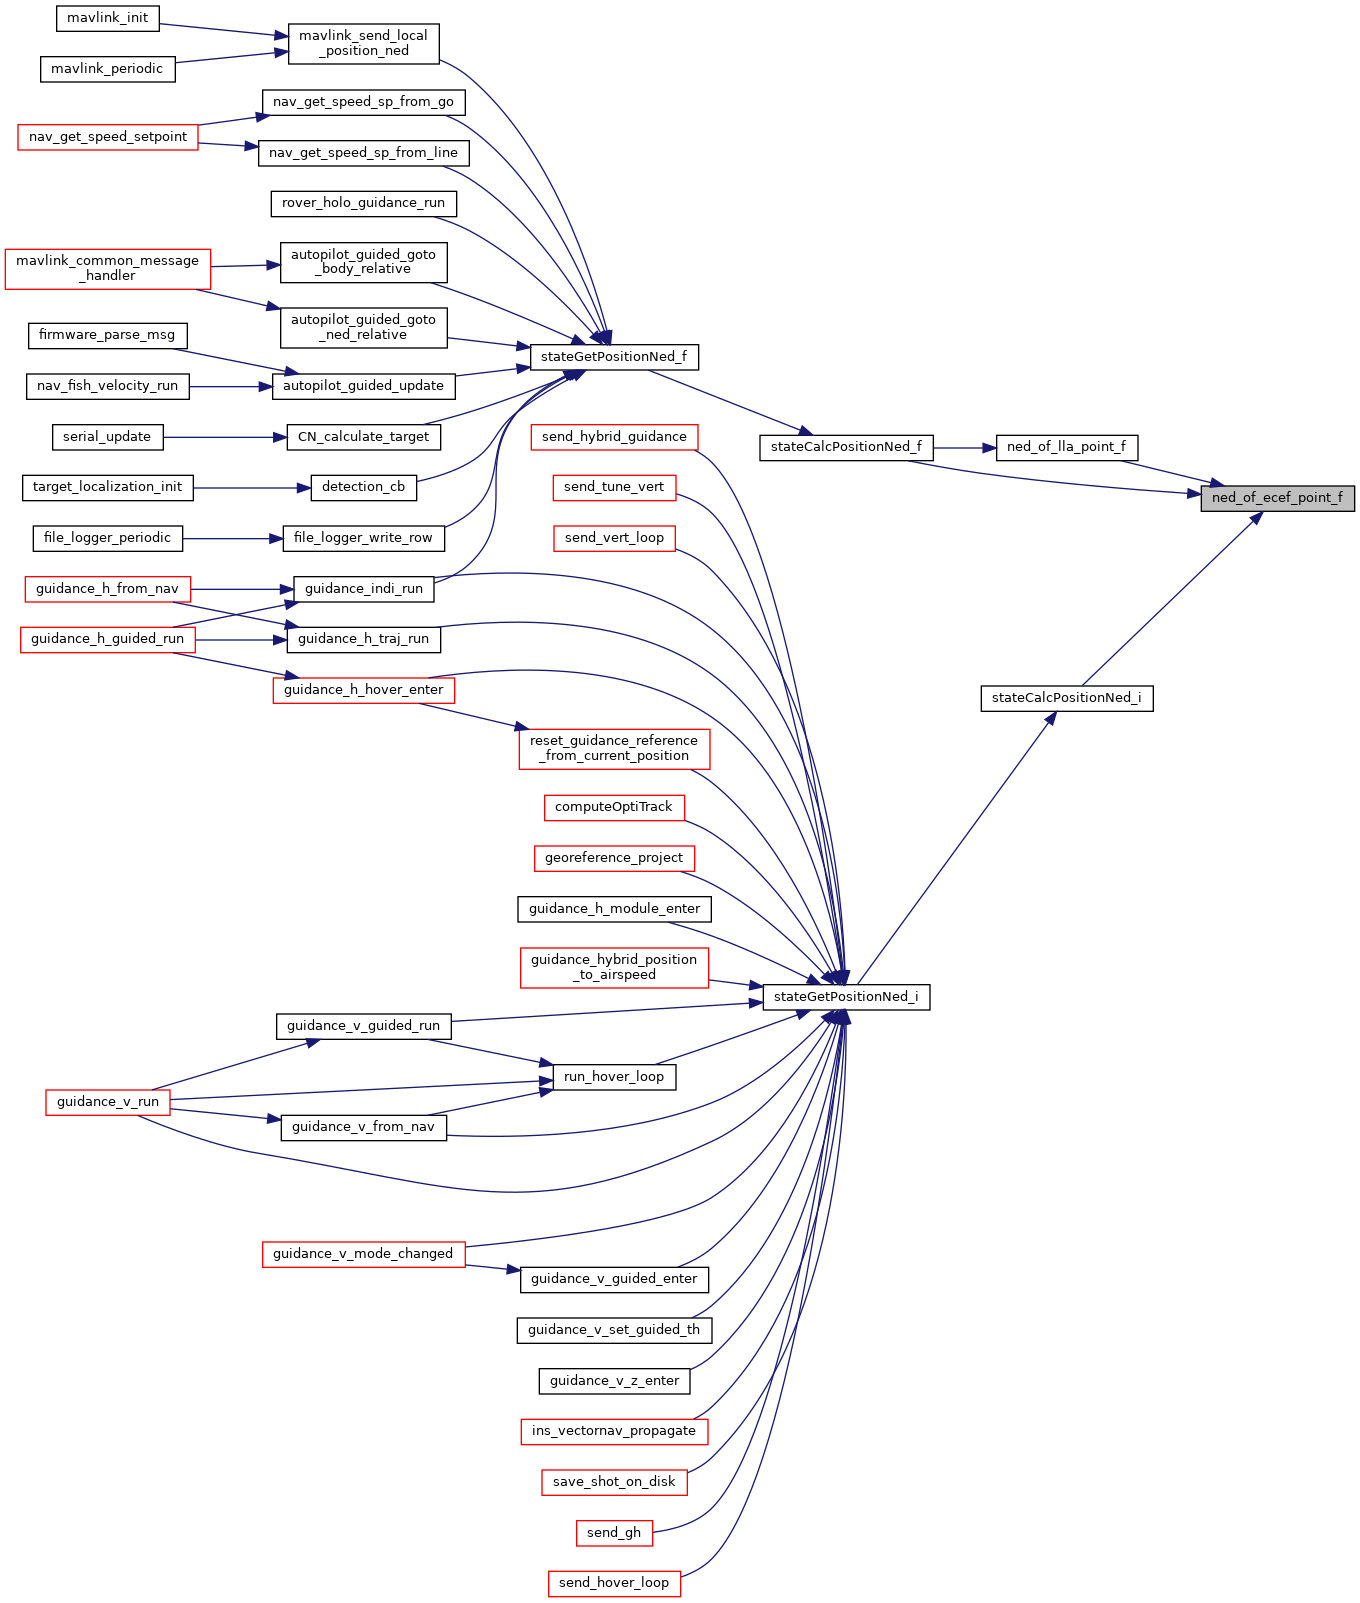 mavlink_init
mavlink_send_local
_position_ned
mavlink_periodic
nav_get_speed_sp_from_go
nav_get_speed_setpoint
nav_get_speed_sp_from_line
rover_holo_guidance_run
mavlink_common_message
_handler
autopilot_guided_goto
_body_relative
autopilot_guided_goto
_ned_relative
firmware_parse_msg
stateGetPositionNed_f
nav_fish_velocity_run
autopilot_guided_update
serial_update
CN_calculate_target
send_hybrid_guidance
stateCalcPositionNed_f
ned_of_lla_point_f
target_localization_init
detection_cb
send_tune_vert
ned_of_ecef_point_f
file_logger_periodic
file_logger_write_row
send_vert_loop
guidance_h_from_nav
guidance_indi_run
guidance_h_guided_run
guidance_h_traj_run
guidance_h_hover_enter
stateCalcPositionNed_i
reset_guidance_reference
_from_current_position
computeOptiTrack
georeference_project
guidance_h_module_enter
guidance_hybrid_position
_to_airspeed
stateGetPositionNed_i
guidance_v_guided_run
run_hover_loop
guidance_v_run
guidance_v_from_nav
guidance_v_mode_changed
guidance_v_guided_enter
guidance_v_set_guided_th
guidance_v_z_enter
ins_vectornav_propagate
save_shot_on_disk
send_gh
send_hover_loop